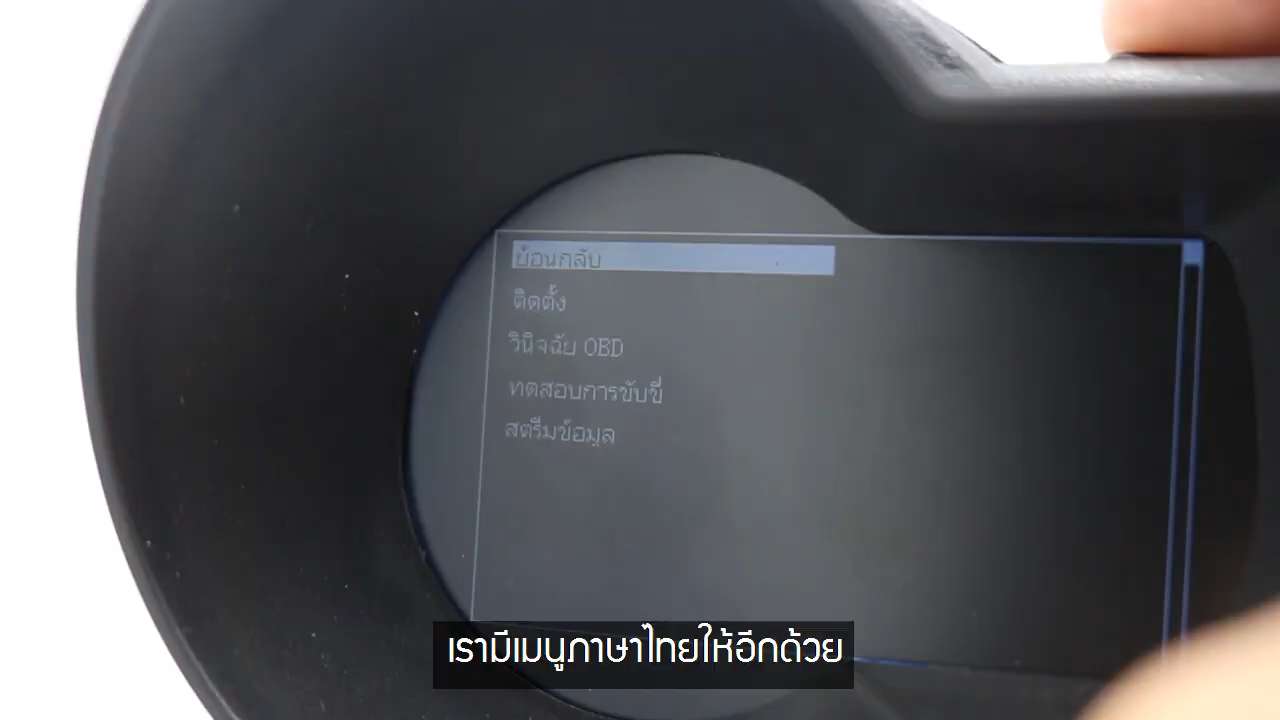 ย้อนกลับ
ติดตั้ง
วินิจฉัย OBD
ทดสอบการขับขี่
สตรีมข้อมูล
เรามีเมนูภาษาไทยให้อีกด้วย